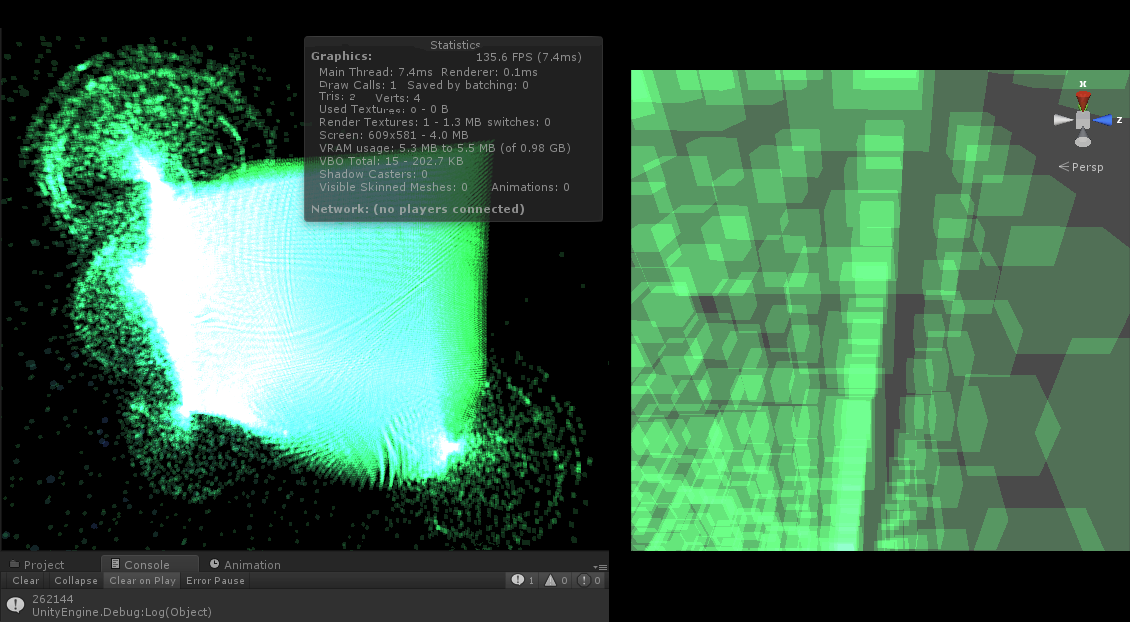 Statistics
Graphics: 135.6 FPS (7.4ms)
Main Thread: 7.4ms Renderer: 0.1ms
Draw Calls: 1 Saved by batching: 0
Tris: 2 Verts: 4
Used Textures: 0 - 0 B
Render Textures: 1 - 1.3 MB switches: 0
Screen: 609x581 - 4.0 MB
VRAM usage: 5.3 MB to 5.5 MB (of 0.98 GB)
VBO Total: 15 - 202.7 KB
Shadow Casters: 0
Visible Skinned Meshes: 0 Animations: 0
Network: (no players connected)
x
z
Persp
Project Console Animation
Clear Collapse Clear on Play Error Pause 1 0 0
262144
UnityEngine.Debug:Log(Object)